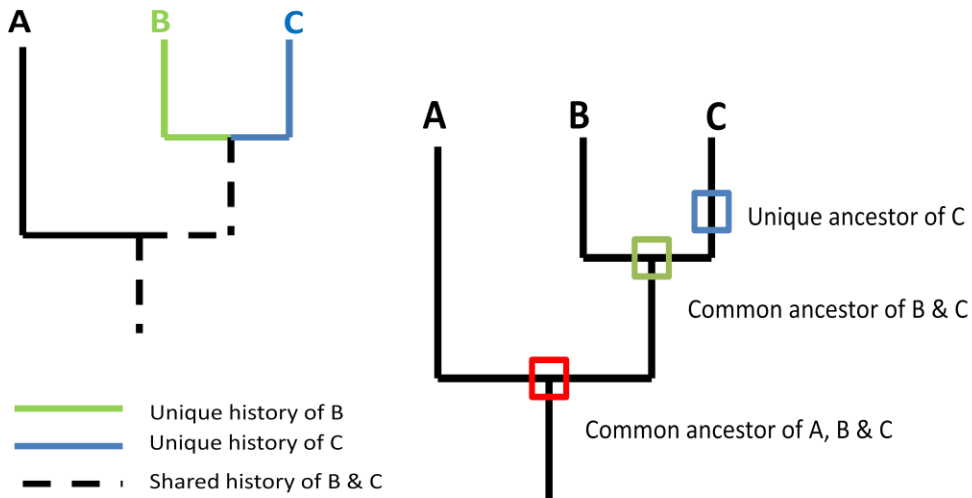 A
B
C
Unique history of B
Unique history of C
Shared history of B & C
A
B
C
Unique ancestor of C
Common ancestor of B & C
Common ancestor of A, B & C